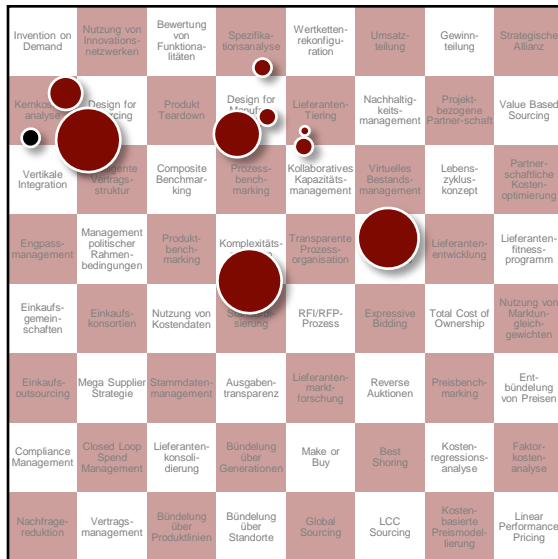 Invention on
Demand
Nutzung von
Innovations-
netzwerken
Bewertung
von
Funktiona-
litäten
Spezifika-
tionsanalyse
Wertketten-
rekonfigu-
ration
Umsatz-
teilung
Gewinn-
teilung
Strategische
Allianz
analyse
Design for
Produkt
Teardown
Design for
Lieferanten-
Tiering
Nachhaltig-
keits-
management
Projekt-
bezogene
Partner-schaft
Value Based
Sourcing
Vertikale
Integration
Vertrags-
struktur
Composite
Benchmar-
king
Prozess-
bench-
marking
Kollaboratives
Kapazitäts-
management
Virtuelles
Bestands-
management
Lebens-
zyklus-
konzept
Partner-
schaftliche
Kosten-
optimierung
Engpass-
management
Management
politischer
Rahmen-
bedingungen
Produkt-
bench-
marking
Komplexitäts-
Transparente
Prozess-
organisation
Lieferanten-
entwicklung
Lieferanten-
fitness-
programm
Einkaufs-
gemein-
schaften
Einkaufs-
konsortien
Nutzung von
Kostendaten
sierung
RFI/RFP-
Prozess
Expressive
Bidding
Total Cost of
Ownership
Nutzung von
Marktun-
gleich-
gewichten
Einkaufs-
outsourcing
Mega Supplier
Strategie
Stammdaten-
management
Ausgaben-
transparenz
Lieferanten-
markt-
forschung
Reverse
Auktionen
Preisbench-
marking
Ent-
bündelung
von Preisen
Compliance
Management
Closed Loop
Spend
Management
Lieferanten-
konsoli-
dierung
Bündelung
über
Generationen
Make or
Buy
Best
Shoring
Kosten-
regressions-
analyse
Faktor-
kosten-
analyse
Nachfrage-
reduktion
Vertrags-
management
Bündelung
über
Produktlinien
Bündelung
über
Standorte
Global
Sourcing
LCC
Sourcing
Kosten-
basierte
Preismodel-
lierung
Linear
Performance
Pricing